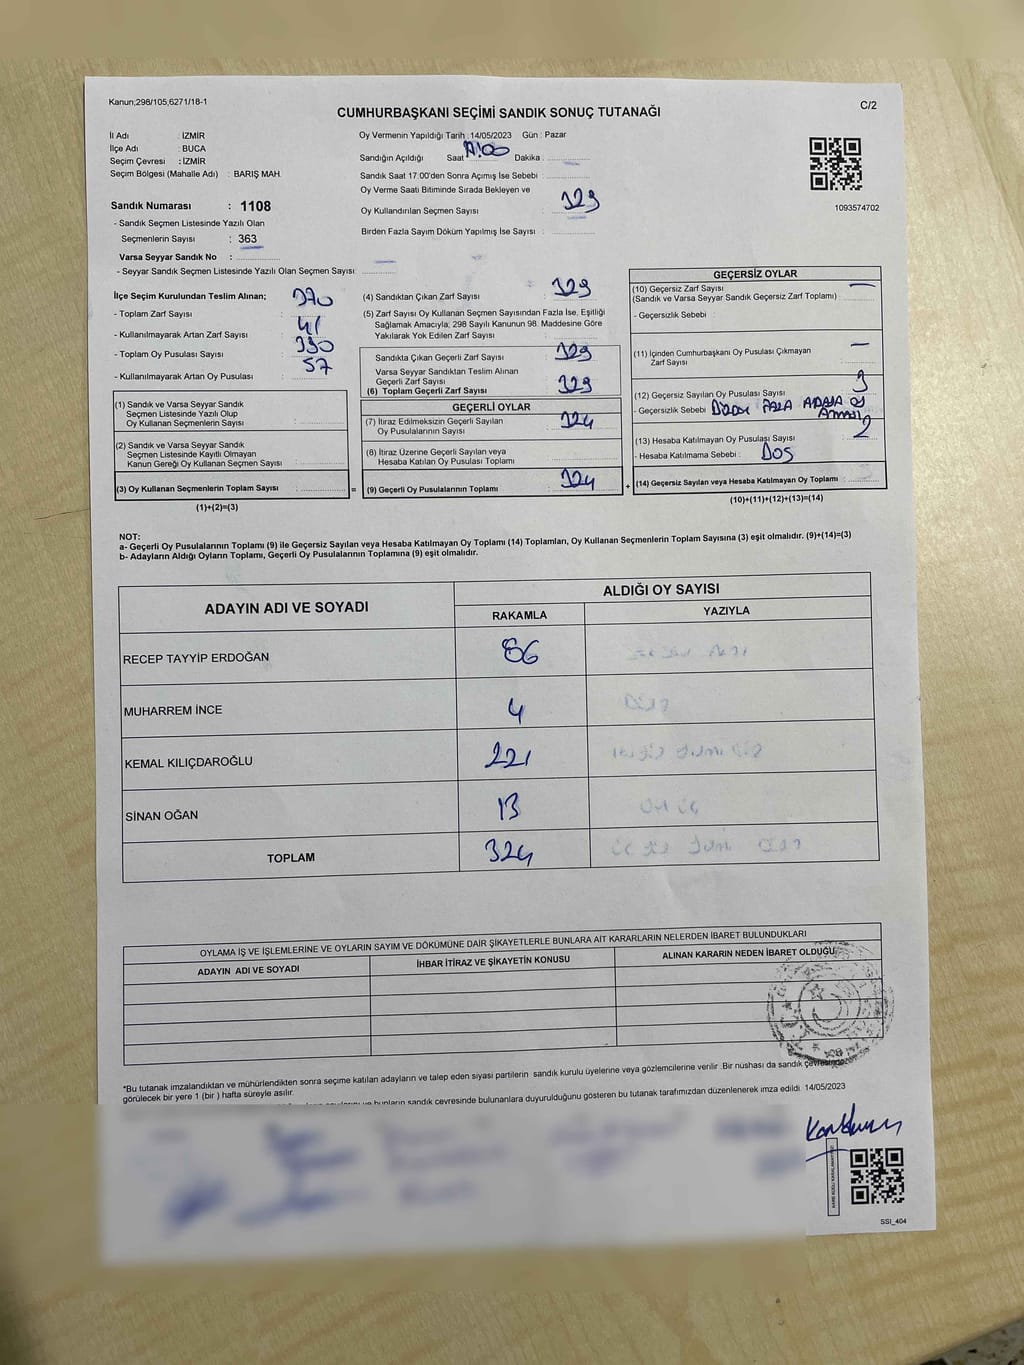 Kanun;298/105;6271/18-1
C/2
CUMHURBAŞKANI SEÇİMİ SANDIK SONUÇ TUTANAĞI
İl Adı : İZMİR
İlçe Adı : BUCA
Seçim Çevresi : İZMİR
Seçim Bölgesi (Mahalle Adı) : BARIŞ MAH.
Sandık Numarası : 1108
- Sandık Seçmen Listesinde Yazılı Olan
Seçmenlerin Sayısı : 363
Varsa Seyyar Sandık No :
- Seyyar Sandık Seçmen Listesinde Yazılı Olan Seçmen Sayısı:
Oy Vermenin Yapıldığı Tarih : 14/05/2023 Gün : Pazar
Sandığın Açıldığı Saat Dakika :
Sandık Saat 17:00'den Sonra Açımış İse Sebebi :
Oy Verme Saati Bitiminde Sırada Bekleyen ve
Oy Kullandırılan Seçmen Sayısı : 329
Birden Fazla Sayım Döküm Yapılmış İse Sayısı :
1093574702
İlçe Seçim Kurulundan Teslim Alınan;
- Toplam Zarf Sayısı : 370
- Kullanılmayarak Artan Zarf Sayısı : 41
- Toplam Oy Pusulası Sayısı :
- Kullanılmayarak Artan Oy Pusulası : 57
(1) Sandık ve Varsa Seyyar Sandık
Seçmen Listesinde Yazılı Olup
Oy Kullanan Seçmenlerin Sayısı :
(2) Sandık ve Varsa Seyyar Sandık
Seçmen Listesinde Kayıtlı Olmayan
Kanun Gereği Oy Kullanan Seçmen Sayısı :
(3) Oy Kullanan Seçmenlerin Toplam Sayısı : =
(1)+(2)=(3)
(4) Sandıktan Çıkan Zarf Sayısı : 329
(5) Zarf Sayısı Oy Kullanan Seçmen Sayısından Fazla İse, Eşitliği
Sağlamak Amacıyla; 298 Sayılı Kanunun 98. Maddesine Göre
Yakılarak Yok Edilen Zarf Sayısı :
Sandıkta Çıkan Geçerli Zarf Sayısı : 329
Varsa Seyyar Sandıktan Teslim Alınan
Geçerli Zarf Sayısı :
(6) Toplam Geçerli Zarf Sayısı : 329
GEÇERLİ OYLAR
(7) İtiraz Edilmeksizin Geçerli Sayılan
Oy Pusulalarının Sayısı : 324
(8) İtiraz Üzerine Geçerli Sayılan veya
Hesaba Katılan Oy Pusulası Toplamı :
(9) Geçerli Oy Pusulalarının Toplamı : 324 +
GEÇERSİZ OYLAR
(10) Geçersiz Zarf Sayısı
(Sandık ve Varsa Seyyar Sandık Geçersiz Zarf Toplamı) : —
- Geçersizlik Sebebi :
(11) İçinden Cumhurbaşkanı Oy Pusulası Çıkmayan
Zarf Sayısı : —
(12) Geçersiz Sayılan Oy Pusulası Sayısı : 3
- Geçersizlik Sebebi : FAZLA ADAYA OY
(13) Hesaba Katılmayan Oy Pusulası Sayısı : 2
- Hesaba Katılmama Sebebi : BOŞ
(14) Geçersiz Sayılan veya Hesaba Katılmayan Oy Toplamı :
(10)+(11)+(12)+(13)=(14)
NOT:
a- Geçerli Oy Pusulalarının Toplamı (9) ile Geçersiz Sayılan veya Hesaba Katılmayan Oy Toplamı (14) Toplamları, Oy Kullanan Seçmenlerin Toplam Sayısına (3) eşit olmalıdır. (9)+(14)=(3)
b- Adayların Aldığı Oyların Toplamı, Geçerli Oy Pusulalarının Toplamına (9) eşit olmalıdır.
ADAYIN ADI VE SOYADI
ALDIĞI OY SAYISI
RAKAMLA YAZIYLA
RECEP TAYYİP ERDOĞAN 86
MUHARREM İNCE 4
KEMAL KILIÇDAROĞLU 221
SİNAN OĞAN 13 ON ÜÇ
TOPLAM 324
OYLAMA İŞ VE İŞLEMLERİNE VE OYLARIN SAYIM VE DÖKÜMÜNE DAİR ŞİKAYETLERLE BUNLARA AİT KARARLARIN NELERDEN İBARET BULUNDUKLARI
ADAYIN ADI VE SOYADI İHBAR İTİRAZ VE ŞİKAYETİN KONUSU ALINAN KARARIN NEDEN İBARET OLDUĞU
*Bu tutanak imzalandıktan ve mühürlendikten sonra seçime katılan adayların ve talep eden siyasi partilerin sandık kurulu üyelerine veya gözlemcilerine verilir .Bir nüshası da sandık çevresinde
görülecek bir yere 1 (bir ) hafta süreyle asılır.
bunların sandık çevresinde bulunanlara duyurulduğunu gösteren bu tutanak tarafımızdan düzenlenerek imza edildi. 14/05/2023
SSI_404